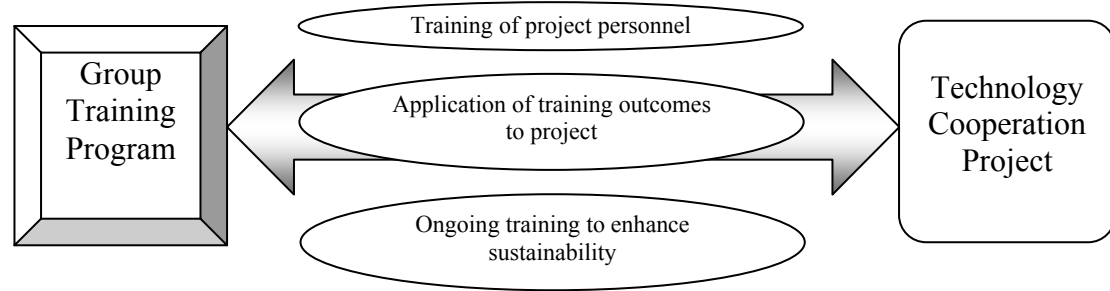 Group
Training
Program
Training of project personnel
Application of training outcomes
to project
Ongoing training to enhance
sustainability
Technology
Cooperation
Project